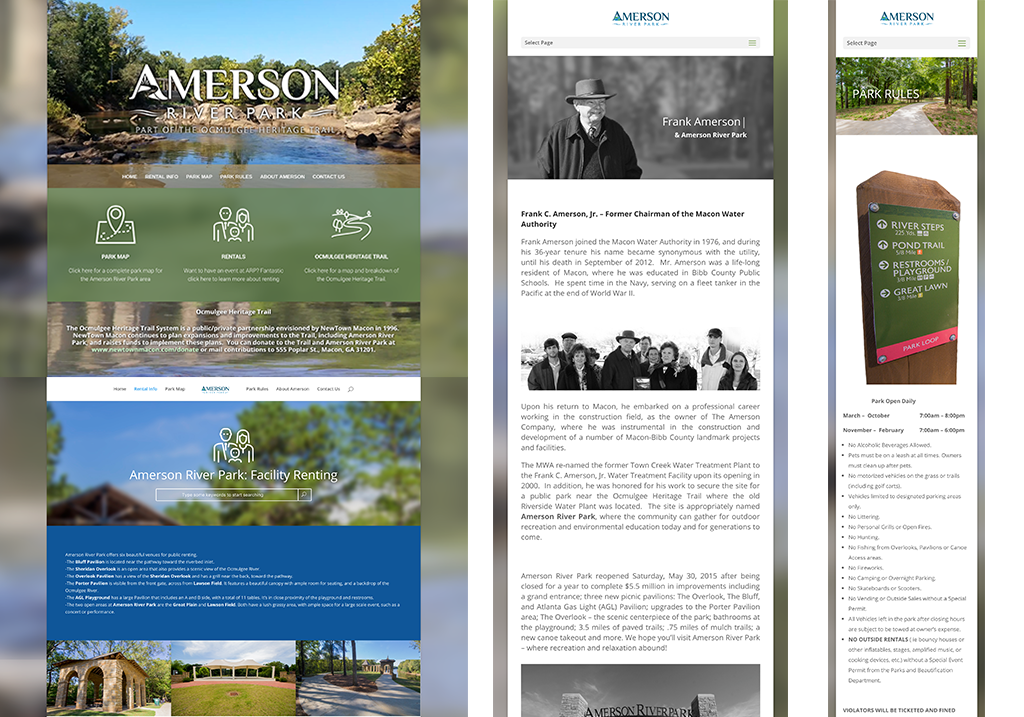 AMERSON
RIVER PARK
PART OF THE OCMULGEE HERITAGE TRAIL
HOME RENTAL INFO PARK MAP PARK RULES ABOUT AMERSON CONTACT US
PARK MAP
Click here for a complete park map for
the Amerson River Park area
RENTALS
Want to have an event at ARP? Fantastic
click here to learn more about renting
OCMULGEE HERITAGE TRAIL
Click here for a map and breakdown of
the Ocmulgee Heritage Trail
Ocmulgee Heritage Trail
The Ocmulgee Heritage Trail System is a public/private partnership envisioned by NewTown Macon in 1996.
NewTown Macon continues to plan expansions and improvements to the Trail, including Amerson River
Park, and raises funds to implement these plans. You can donate to the Trail and Amerson River Park at
www.newtownmacon.com/donate or mail contributions to 555 Poplar St., Macon, GA 31201.
Home Rental Info Park Map AMERSON Park Rules About Amerson Contact Us
Amerson River Park: Facility Renting
Type some keywords to start searching
Amerson River Park offers six beautiful venues for public renting.
-The Bluff Pavilion is located near the pathway toward the riverbed inlet.
-The Sheridan Overlook is an open area that also provides a scenic view of the Ocmulgee River.
-The Overlook Pavilion has a view of the Sheridan Overlook and has a grill near the back, toward the pathway.
-The Porter Pavilion is visible from the front gate, across from Lawson Field. It features a beautiful canopy with ample room for seating, and a backdrop of the
Ocmulgee River.
-The AGL Playground has a large Pavilion that includes an A and B side, with a total of 11 tables. It's in close proximity of the playground and restrooms.
-The two open areas at Amerson River Park are the Great Plain and Lawson Field. Both have a lush grassy area, with ample space for a large scale event, such as a
concert or performance.
AMERSON
RIVER PARK
Select Page
Frank Amerson|
& Amerson River Park
Frank C. Amerson, Jr. – Former Chairman of the Macon Water
Authority
Frank Amerson joined the Macon Water Authority in 1976, and during
his 36-year tenure his name became synonymous with the utility,
until his death in September of 2012. Mr. Amerson was a life-long
resident of Macon, where he was educated in Bibb County Public
Schools. He spent time in the Navy, serving on a fleet tanker in the
Pacific at the end of World War II.
Upon his return to Macon, he embarked on a professional career
working in the construction field, as the owner of The Amerson
Company, where he was instrumental in the construction and
development of a number of Macon-Bibb County landmark projects
and facilities.
The MWA re-named the former Town Creek Water Treatment Plant to
the Frank C. Amerson, Jr. Water Treatment Facility upon its opening in
2000. In addition, he was honored for his work to secure the site for
a public park near the Ocmulgee Heritage Trail where the old
Riverside Water Plant was located. The site is appropriately named
Amerson River Park, where the community can gather for outdoor
recreation and environmental education today and for generations to
come.
Amerson River Park reopened Saturday, May 30, 2015 after being
closed for a year to complete $5.5 million in improvements including
a grand entrance; three new picnic pavilions: The Overlook, The Bluff,
and Atlanta Gas Light (AGL) Pavilion; upgrades to the Porter Pavilion
area; The Overlook – the scenic centerpiece of the park; bathrooms at
the playground; 3.5 miles of paved trails; .75 miles of mulch trails; a
new canoe takeout and more. We hope you'll visit Amerson River Park
– where recreation and relaxation abound!
AMERSON RIVER PARK
AMERSON
RIVER PARK
Select Page
PARK RULES
RIVER STEPS
225 Yds.
POND TRAIL
5/8 Mile
RESTROOMS /
PLAYGROUND
3/8 Mile
GREAT LAWN
3/8 Mile
PARK LOOP
Park Open Daily
March – October 7:00am – 8:00pm
November – February 7:00am – 6:00pm
No Alcoholic Beverages Allowed.
Pets must be on a leash at all times. Owners
must clean up after pets.
No motorized vehicles on the grass or trails
(including golf carts).
Vehicles limited to designated parking areas
only.
No Littering.
No Personal Grills or Open Fires.
No Hunting.
No Fishing from Overlooks, Pavilions or Canoe
Access areas.
No Fireworks.
No Camping or Overnight Parking.
No Skateboards or Scooters.
No Vending or Outside Sales without a Special
Permit.
All Vehicles left in the park after closing hours
are subject to be towed at owner's expense.
NO OUTSIDE RENTALS ( ie bouncy houses or
other inflatables, stages, amplified music, or
cooking devices, etc.) without a Special Event
Permit from the Parks and Beautification
Department.
VIOLATORS WILL BE TICKETED AND FINED